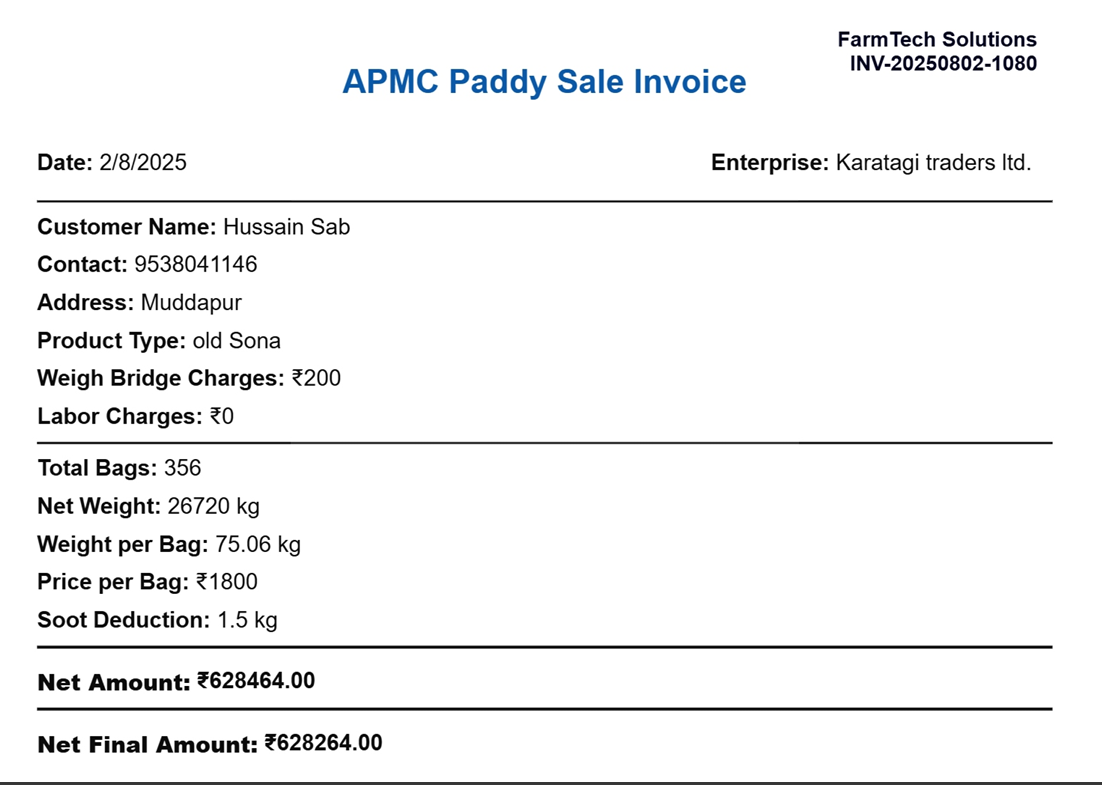 FarmTech Solutions
INV-20250802-1080
APMC Paddy Sale Invoice
Date: 2/8/2025
Enterprise: Karatagi traders ltd.
Customer Name: Hussain Sab
Contact: 9538041146
Address: Muddapur
Product Type: old Sona
Weigh Bridge Charges: ₹200
Labor Charges: ₹0
Total Bags: 356
Net Weight: 26720 kg
Weight per Bag: 75.06 kg
Price per Bag: ₹1800
Soot Deduction: 1.5 kg
Net Amount: ₹628464.00
Net Final Amount: ₹628264.00